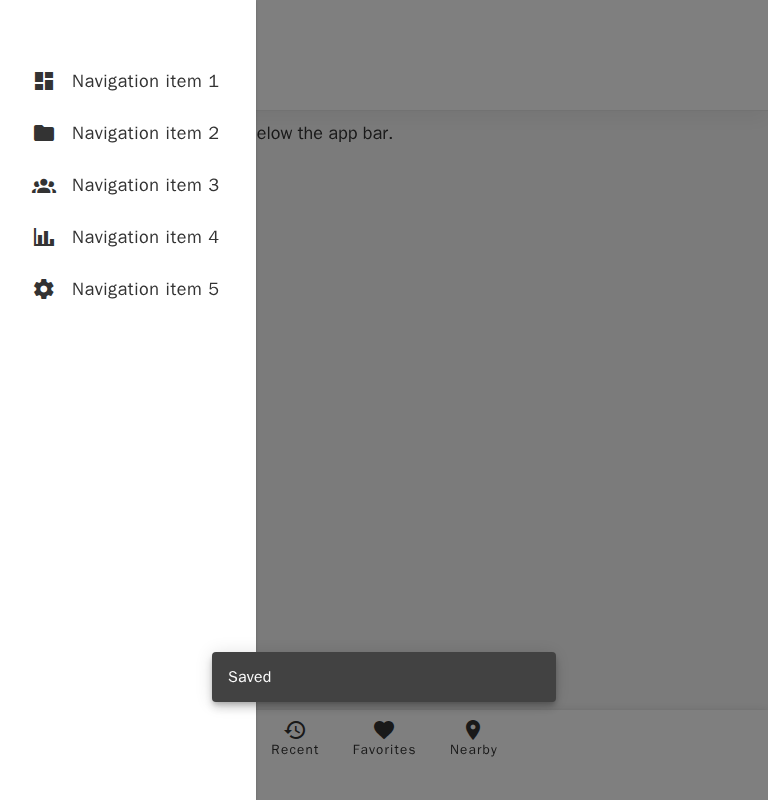 Navigation item 1
elow the app bar.
Navigation item 2
Navigation item 3
Navigation item 4
Navigation item 5
Saved
Recent
Favorites
Nearby